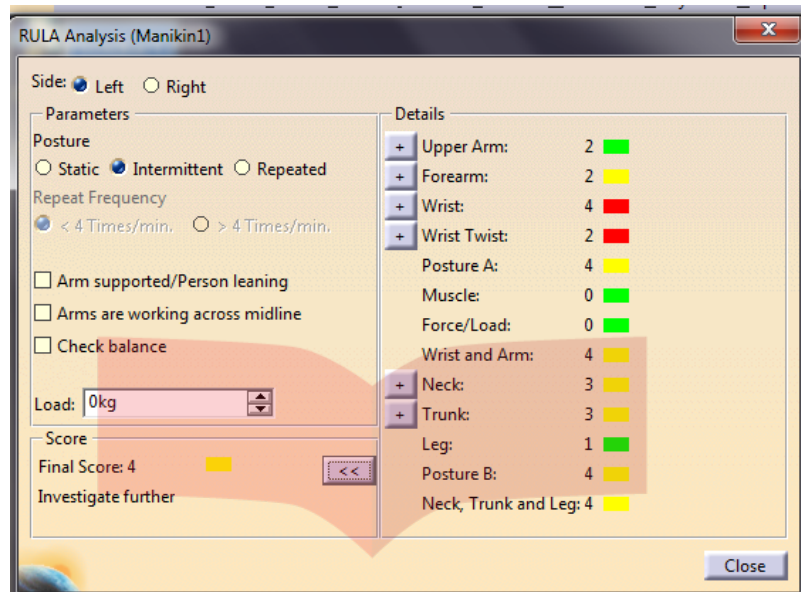 RULA Analysis (Manikin1)
x
Side: Left Right
Parameters
Posture
Static Intermittent Repeated
Repeat Frequency
< 4 Times/min. > 4 Times/min.
Arm supported/Person leaning
Arms are working across midline
Check balance
Load: 0kg
Score
Final Score: 4
<<
Investigate further
Details
+ Upper Arm: 2
+ Forearm: 2
+ Wrist: 4
+ Wrist Twist: 2
Posture A: 4
Muscle: 0
Force/Load: 0
Wrist and Arm: 4
+ Neck: 3
+ Trunk: 3
Leg: 1
Posture B: 4
Neck, Trunk and Leg: 4
Close